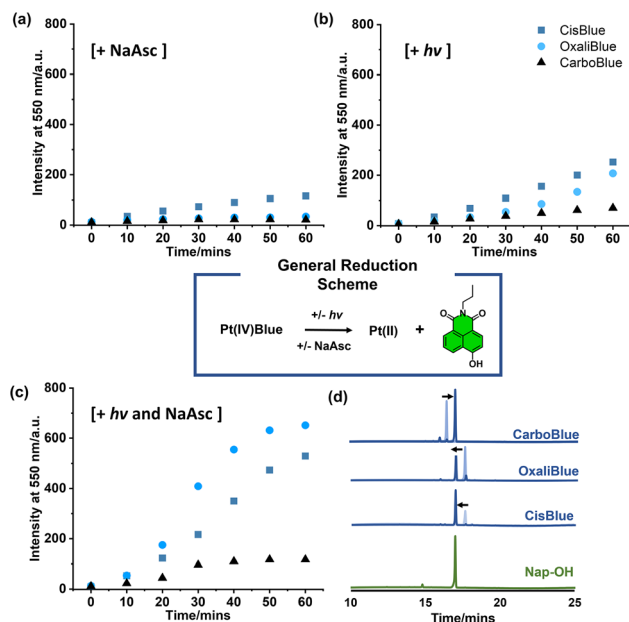 (a)
[+ NaAsc]
Intensity at 550 nm/a.u.
800
600
400
200
0
0 10 20 30 40 50 60
Time/mins
(b)
[+ hv)
CisBlue
OxaliBlue
CarboBlue
Intensity at 550 nm/a.u.
800
600
400
200
0
0 10 20 30 40 50 60
Time/mins
General Reduction
Scheme
Pt(IV)Blue
+/- hv
+/- NaAsc
Pt(II) +
O N O
OH
(c)
[+ hv and NaAsc)
Intensity at 550 nm/a.u.
800
600
400
200
0
0 10 20 30 40 50 60
Time/mins
(d)
CarboBlue
OxaliBlue
CisBlue
Nap-OH
10 15 20 25
Time/mins